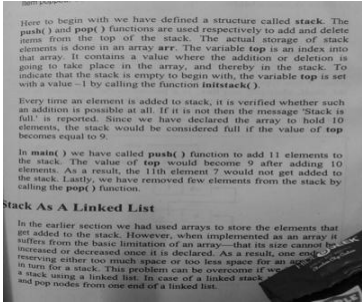 Here to begin with we have defined a structure called stack. The
push( ) and pop( ) functions are used respectively to add and delete
items from the top of the stack. The actual storage of stack
elements is done in an array arr. The variable top is an index into
that array. It contains a value where the addition or deletion is
going to take place in the array, and thereby in the stack. To
indicate that the stack is empty to begin with, the variable top is set
with a value –1 by calling the function initstack( ).
Every time an element is added to stack, it is verified whether such
an addition is possible at all. If it is not then the message 'Stack is
full.' is reported. Since we have declared the array to hold 10
elements, the stack would be considered full if the value of top
becomes equal to 9.
In main( ) we have called push( ) function to add 11 elements to
the stack. The value of top would become 9 after adding 10
elements. As a result, the 11th element 7 would not get added to
the stack. Lastly, we have removed few elements from the stack by
calling the pop( ) function.
Stack As A Linked List
In the earlier section we had used arrays to store the elements that
get added to the stack. However, when implemented as an array it
suffers from the basic limitation of an array—that its size cannot be
increased or decreased once it is declared. As a result, one ends
reserving either too much space or too less space for an
in turn for a stack. This problem can be overcome if we
a stack using a linked list. In case of a linked stack
and pop nodes from one end of a linked list.